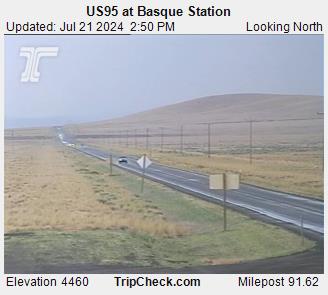 US95 at Basque Station
Updated: Jul 21 2024 2:50 PM Looking North
Elevation 4460 TripCheck.com Milepost 91.62